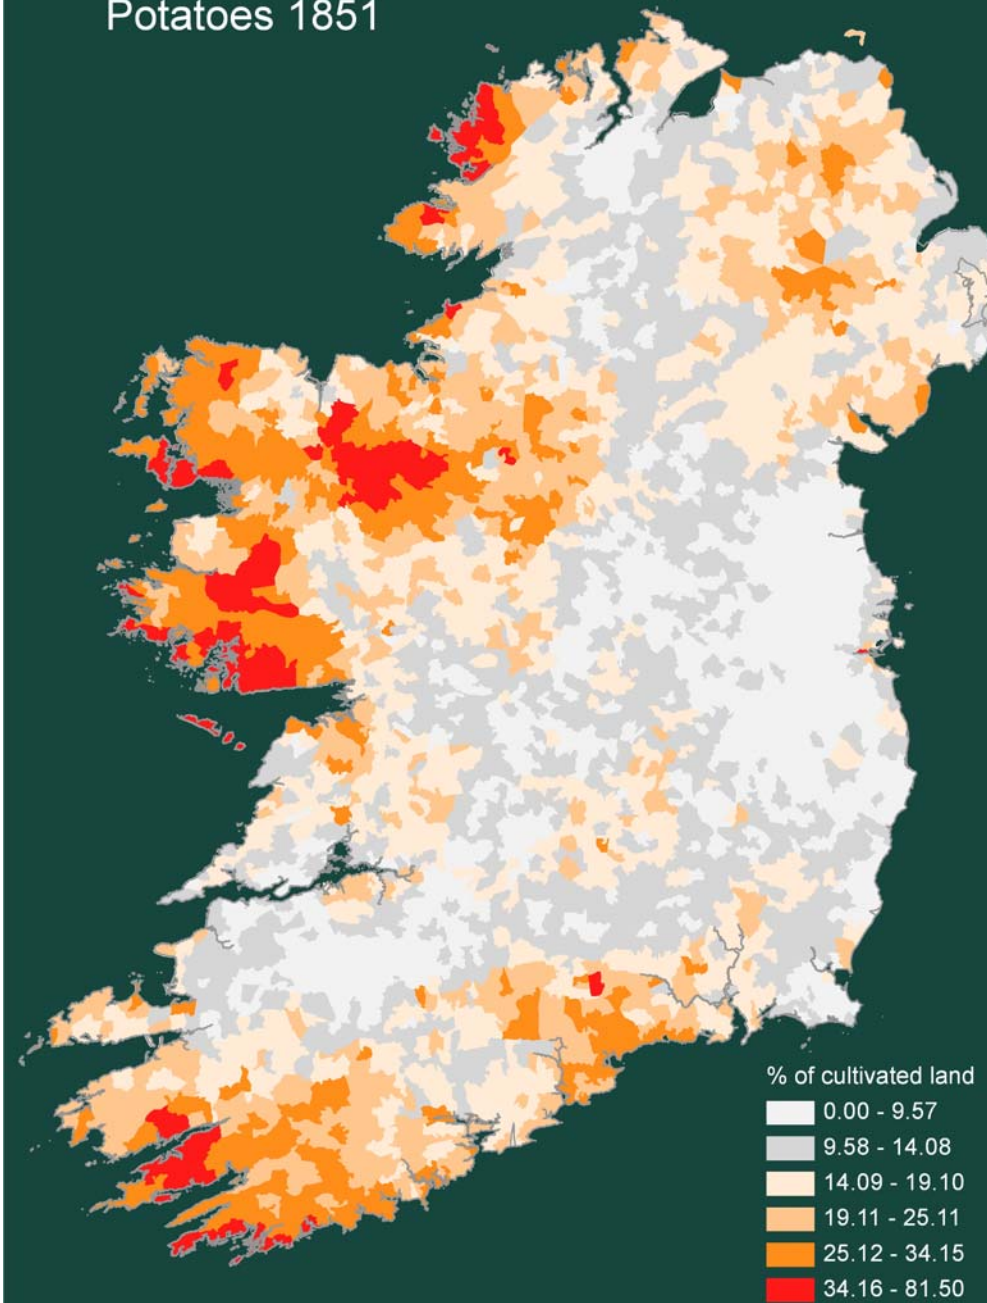 Potatoes 1851
% of cultivated land
0.00 - 9.57
9.58 - 14.08
14.09 - 19.10
19.11 - 25.11
25.12 - 34.15
34.16 - 81.50